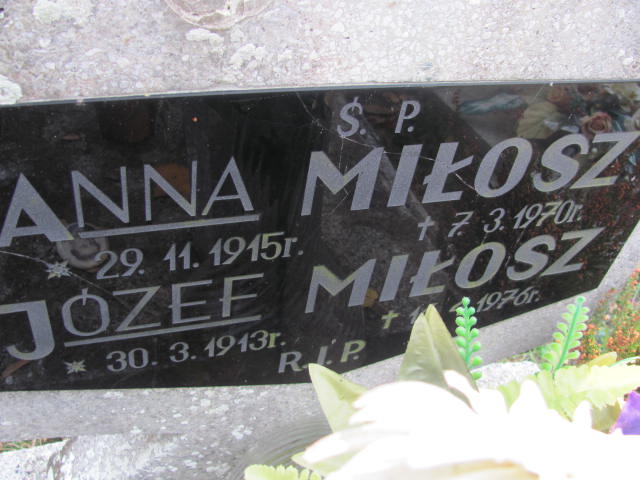 Ś. P.
ANNA MIŁOSZ
* 29. 11. 1915r. † 7. 3. 1970r.
JÓZEF MIŁOSZ
* 30. 3. 1913r. † 1976r.
R.I.P.